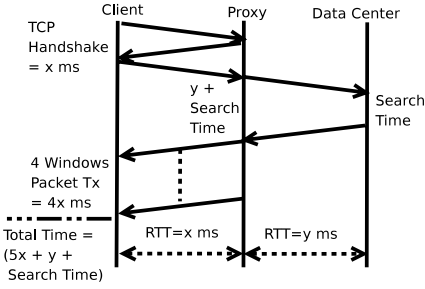 Client
Proxy
Data Center
TCP
Handshake
= x ms
y +
Search
Time
Search
Time
4 Windows
Packet Tx
= 4x ms
Total Time =
(5x + y +
Search Time)
RTT=x ms
RTT=y ms